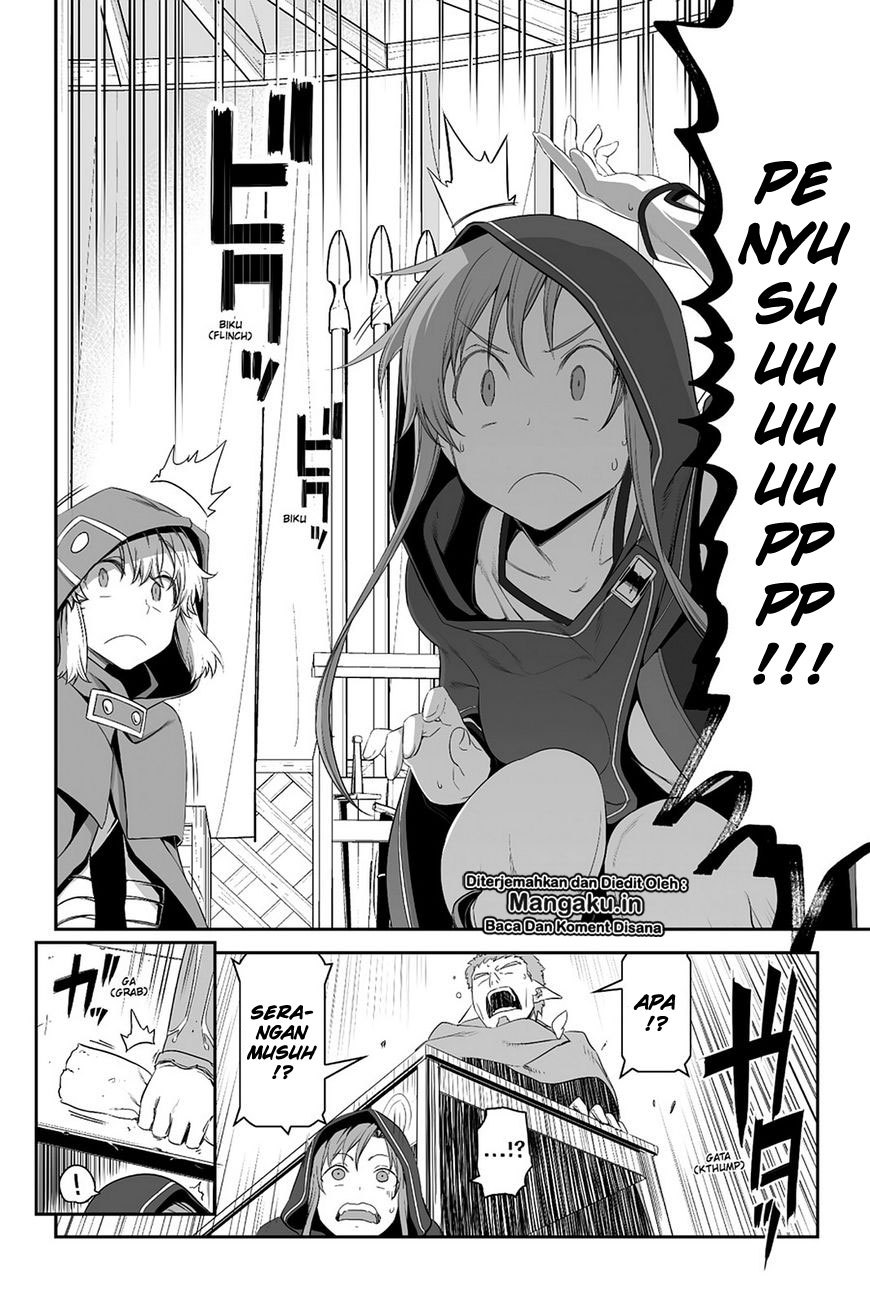 PE
NYU
SU
UU
UU
UU
PP
PP
!!!
ビクッ
BIKU
(FLINCH)
ビクッ
BIKU
Diterjemahkan dan Diedit Oleh :
Mangaku.in
Baca Dan Koment Disana
ガタ
GATA
(KTHUMP)
APA
!?
SERA-
NGAN
MUSUH
!?
....!?
ガッ
GA
(GRAB)
!